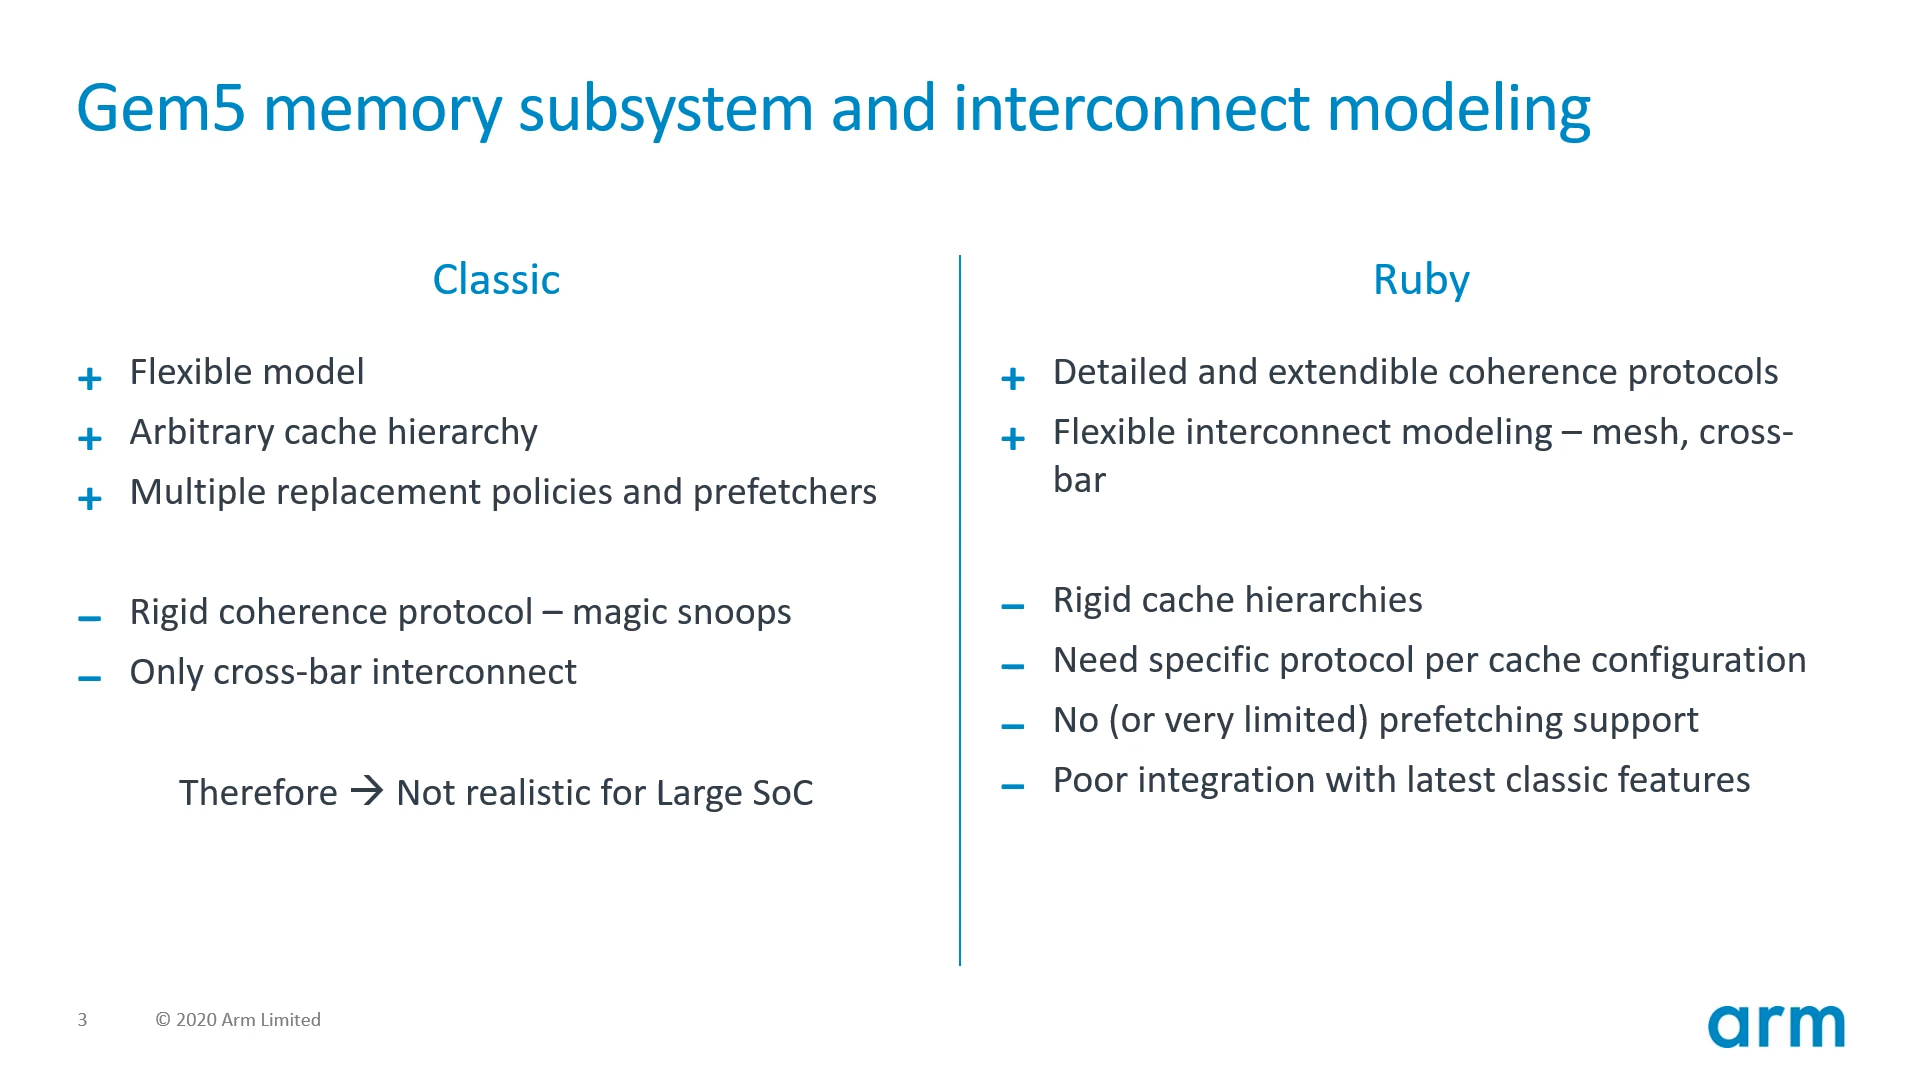 Gem5 memory subsystem and interconnect modeling
Classic
+ Flexible model
+ Arbitrary cache hierarchy
+ Multiple replacement policies and prefetchers
– Rigid coherence protocol – magic snoops
– Only cross-bar interconnect
Therefore → Not realistic for Large SoC
Ruby
+ Detailed and extendible coherence protocols
+ Flexible interconnect modeling – mesh, cross-
bar
– Rigid cache hierarchies
– Need specific protocol per cache configuration
– No (or very limited) prefetching support
– Poor integration with latest classic features
3 © 2020 Arm Limited
arm